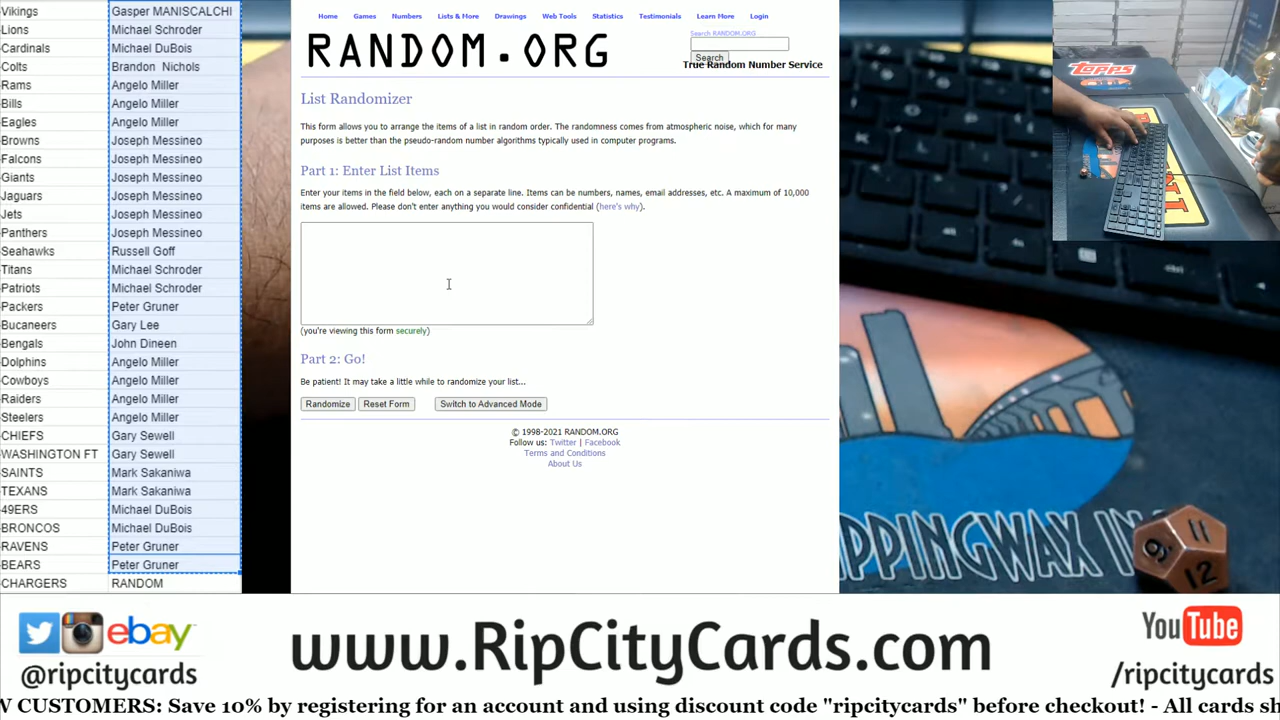 Vikings Gasper MANISCALCHI
Lions Michael Schroder
Michael DuBois
Colts Brandon Nichols
Rams Angelo Miller
Bills Angelo Miller
Eagles Angelo Miller
Browns Joseph Messineo
Falcons Joseph Messineo
Giants Joseph Messineo
Jaguars Joseph Messineo
Jets Joseph Messineo
Panthers Joseph Messineo
Seahawks Russell Goff
Titans Michael Schroder
Patriots Michael Schroder
Packers Peter Gruner
Bucaneers Gary Lee
Bengals John Dineen
Dolphins Angelo Miller
Cowboys Angelo Miller
Raiders Angelo Miller
Steelers Angelo Miller
CHIEFS Gary Sewell
WASHINGTON FT Gary Sewell
SAINTS Mark Sakaniwa
TEXANS Mark Sakaniwa
49ERS Michael DuBois
BRONCOS Michael DuBois
RAVENS Peter Gruner
BEARS Peter Gruner
CHARGERS RANDOM
Home Games Numbers Lists & More Drawings Web Tools Statistics Testimonials Learn More Login
RANDOM.ORG
Search RANDOM.ORG
Search
True Random Number Service
List Randomizer
This form allows you to arrange the items of a list in random order. The randomness comes from atmospheric noise, which for many
purposes is better than the pseudo-random number algorithms typically used in computer programs.
Part 1: Enter List Items
Enter your items in the field below, each on a separate line. Items can be numbers, names, email addresses, etc. A maximum of 10,000
items are allowed. Please don't enter anything you would consider confidential (here's why).
(you're viewing this form securely)
Part 2: Go!
Be patient! It may take a little while to randomize your list...
Randomize Reset Form Switch to Advanced Mode
© 1998-2021 RANDOM.ORG
Follow us: Twitter | Facebook
Terms and Conditions
About Us
Topps
PPINGWAX IN
11
9
12
ebay
@ripcitycards
www.RipCityCards.com
YouTube
/ripcitycards
W CUSTOMERS: Save 10% by registering for an account and using discount code "ripcitycards" before checkout! - All cards sh